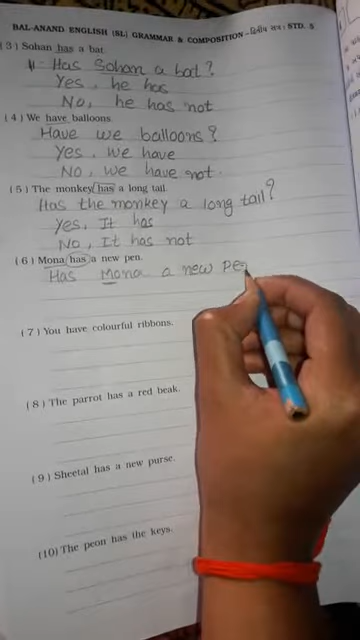 BAL-ANAND ENGLISH (SL) GRAMMAR & COMPOSITION - द्वितीय सत्र : STD. 5
(3) Sohan has a bat.
Has Sohan a bat?
Yes, he has
No, he has not
(4) We have balloons.
Have we balloons?
Yes, we have
No, we have not.
(5) The monkey has a long tail.
Has the monkey a long tail?
Yes, It has
No, It has not
(6) Mona has a new pen.
Has Mona a new pe
(7) You have colourful ribbons.
(8) The parrot has a red beak.
(9) Sheetal has a new purse.
(10) The peon has the keys.